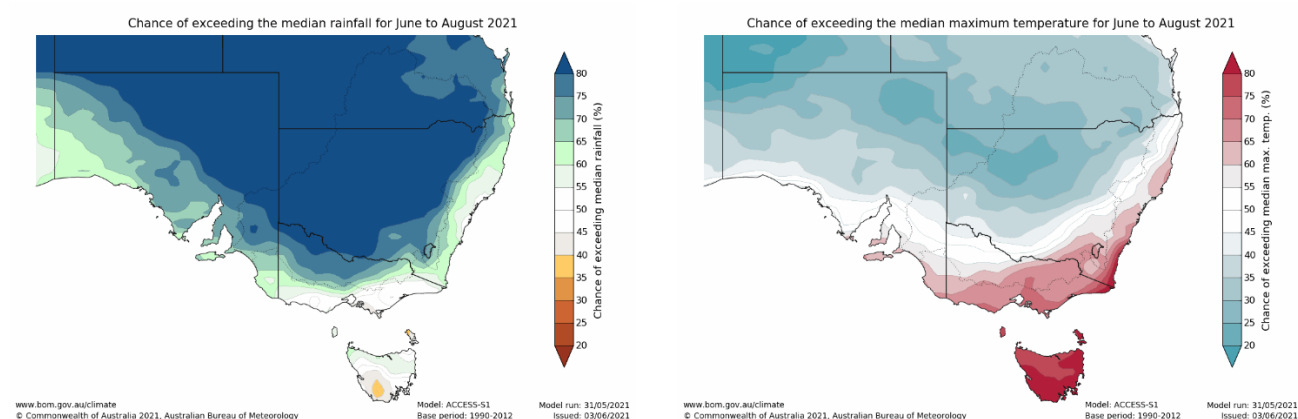 Chance of exceeding the median rainfall for June to August 2021
80
75
70
65
60
55
50
45
40
35
30
25
20
Chance of exceeding median rainfall (%)
www.bom.gov.au/climate
© Commonwealth of Australia 2021, Australian Bureau of Meteorology
Model: ACCESS-S1
Base period: 1990-2012
Model run: 31/05/2021
Issued: 03/06/2021
Chance of exceeding the median maximum temperature for June to August 2021
80
75
70
65
60
55
50
45
40
35
30
25
20
Chance of exceeding median max. temp. (%)
www.bom.gov.au/climate
© Commonwealth of Australia 2021, Australian Bureau of Meteorology
Model: ACCESS-S1
Base period: 1990-2012
Model run: 31/05/2021
Issued: 03/06/2021